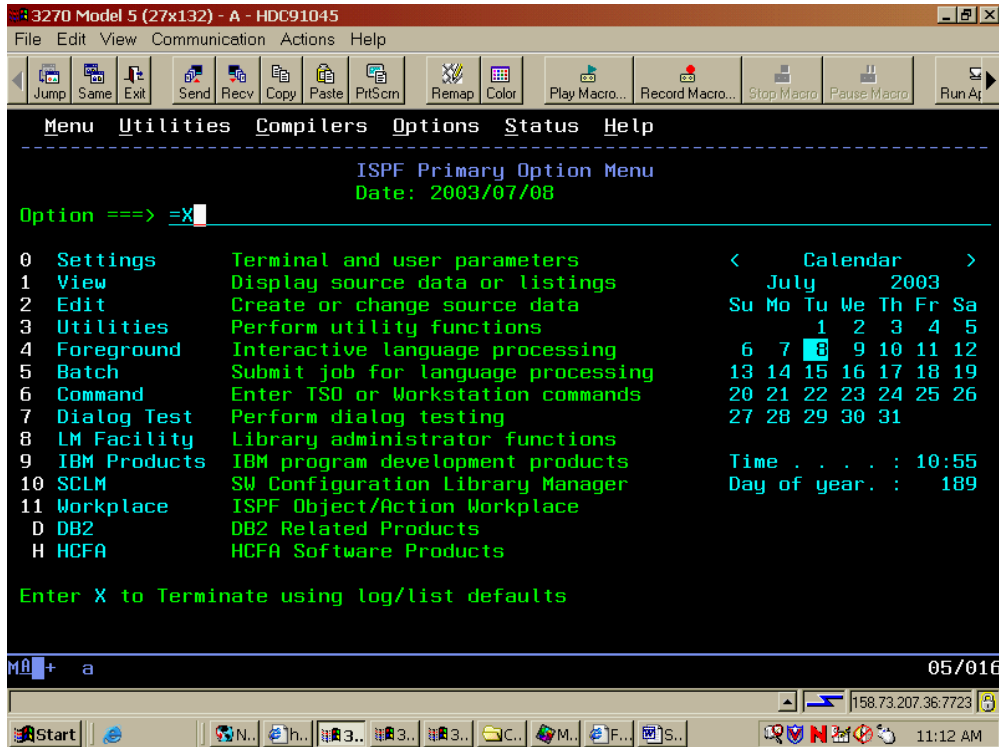 3270 Model 5 (27x132) - A - HDC91045
File Edit View Communication Actions Help
Jump Same Exit Send Recv Copy Paste PrtScrn Remap Color Play Macro... Record Macro... Stop Macro Pause Macro Run Ap
Menu Utilities Compilers Options Status Help
ISPF Primary Option Menu
Date: 2003/07/08
Option ===> =X
0 Settings Terminal and user parameters < Calendar >
1 View Display source data or listings July 2003
2 Edit Create or change source data Su Mo Tu We Th Fr Sa
3 Utilities Perform utility functions 1 2 3 4 5
4 Foreground Interactive language processing 6 7 8 9 10 11 12
5 Batch Submit job for language processing 13 14 15 16 17 18 19
6 Command Enter TSO or Workstation commands 20 21 22 23 24 25 26
7 Dialog Test Perform dialog testing 27 28 29 30 31
8 LM Facility Library administrator functions
9 IBM Products IBM program development products Time . . . . : 10:55
10 SCLM SW Configuration Library Manager Day of year. : 189
11 Workplace ISPF Object/Action Workplace
D DB2 DB2 Related Products
H HCFA HCFA Software Products
Enter X to Terminate using log/list defaults
MA + a 05/016
158.73.207.36:7723
Start N.. h.. 3.. 3.. 3.. C.. M.. F.. S.. N 11:12 AM